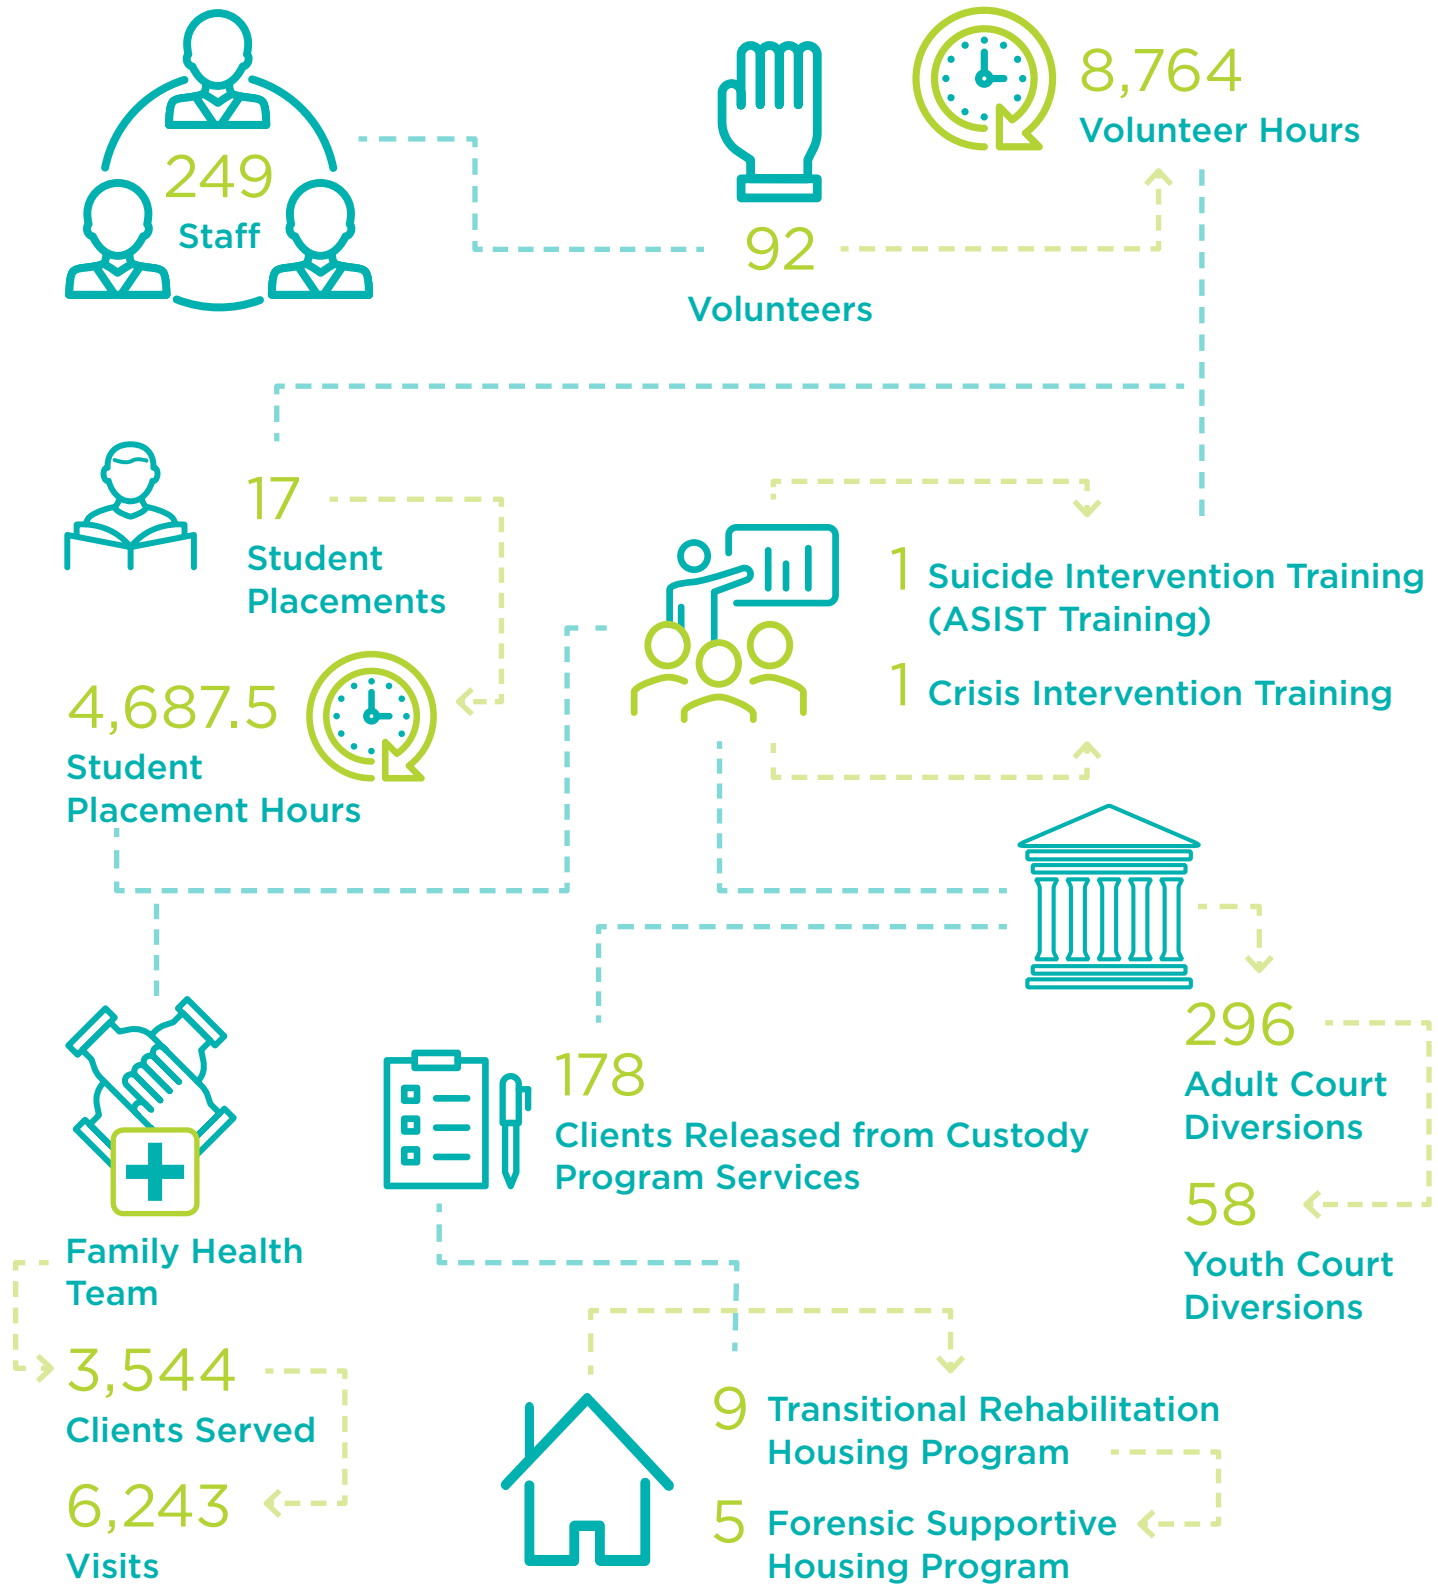 249
Staff
92
Volunteers
8,764
Volunteer Hours
17
Student
Placements
4,687.5
Student
Placement Hours
1 Suicide Intervention Training
(ASIST Training)
1 Crisis Intervention Training
296
Adult Court
Diversions
58
Youth Court
Diversions
178
Clients Released from Custody
Program Services
Family Health
Team
3,544
Clients Served
6,243
Visits
9 Transitional Rehabilitation
Housing Program
5 Forensic Supportive
Housing Program